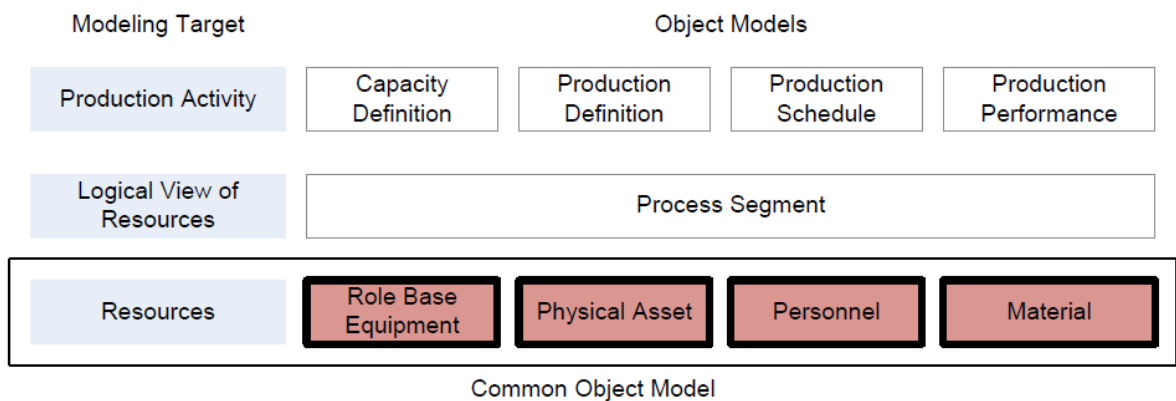 Modeling Target
Object Models
Production Activity
Capacity
Definition
Production
Definition
Production
Schedule
Production
Performance
Logical View of
Resources
Process Segment
Resources
Role Base
Equipment
Physical Asset
Personnel
Material
Common Object Model